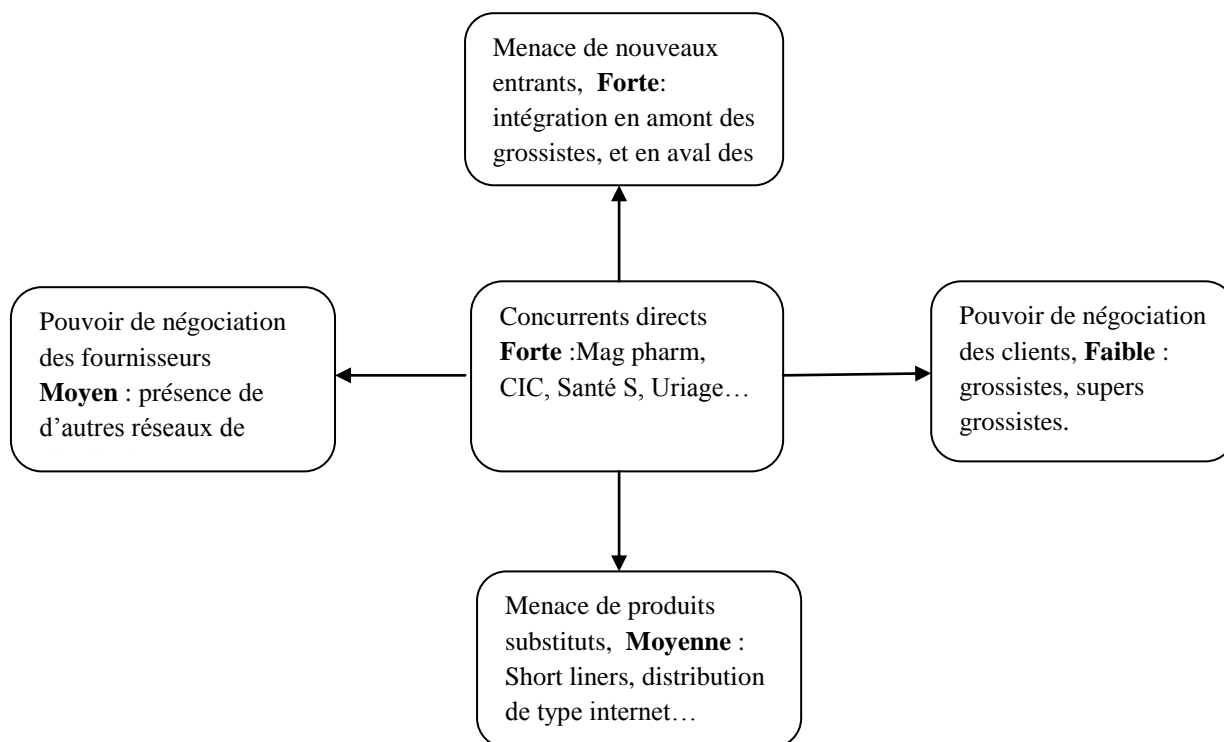 Menace de nouveaux
entrants, Forte:
intégration en amont des
grossistes, et en aval des
Pouvoir de négociation
des fournisseurs
Moyen : présence de
d’autres réseaux de
Concurrents directs
Forte :Mag pharm,
CIC, Santé S, Uriage…
Pouvoir de négociation
des clients, Faible :
grossistes, supers
grossistes.
Menace de produits
substituts, Moyenne :
Short liners, distribution
de type internet…